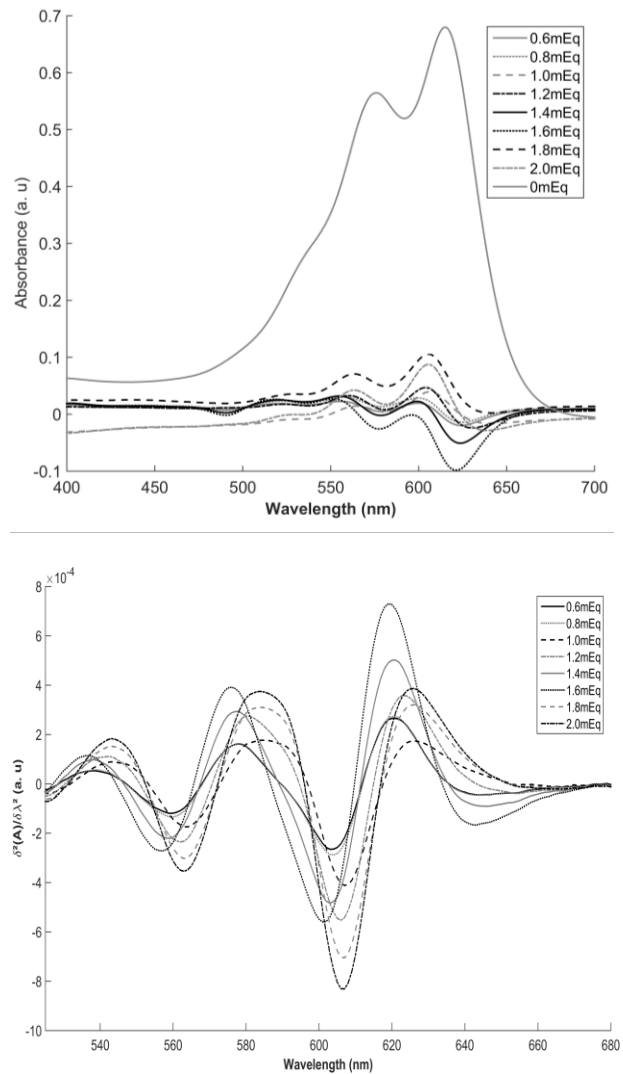 0.7
0.6
0.5
0.4
0.3
0.2
0.1
0
-0.1
Absorbance (a. u)
400 450 500 550 600 650 700
Wavelength (nm)
0.6mEq
0.8mEq
1.0mEq
1.2mEq
1.4mEq
1.6mEq
1.8mEq
2.0mEq
0mEq
×10⁻⁴
8
6
4
2
0
-2
-4
-6
-8
-10
δ²(A)/δλ² (a. u)
540 560 580 600 620 640 660 680
Wavelength (nm)
0.6mEq
0.8mEq
1.0mEq
1.2mEq
1.4mEq
1.6mEq
1.8mEq
2.0mEq